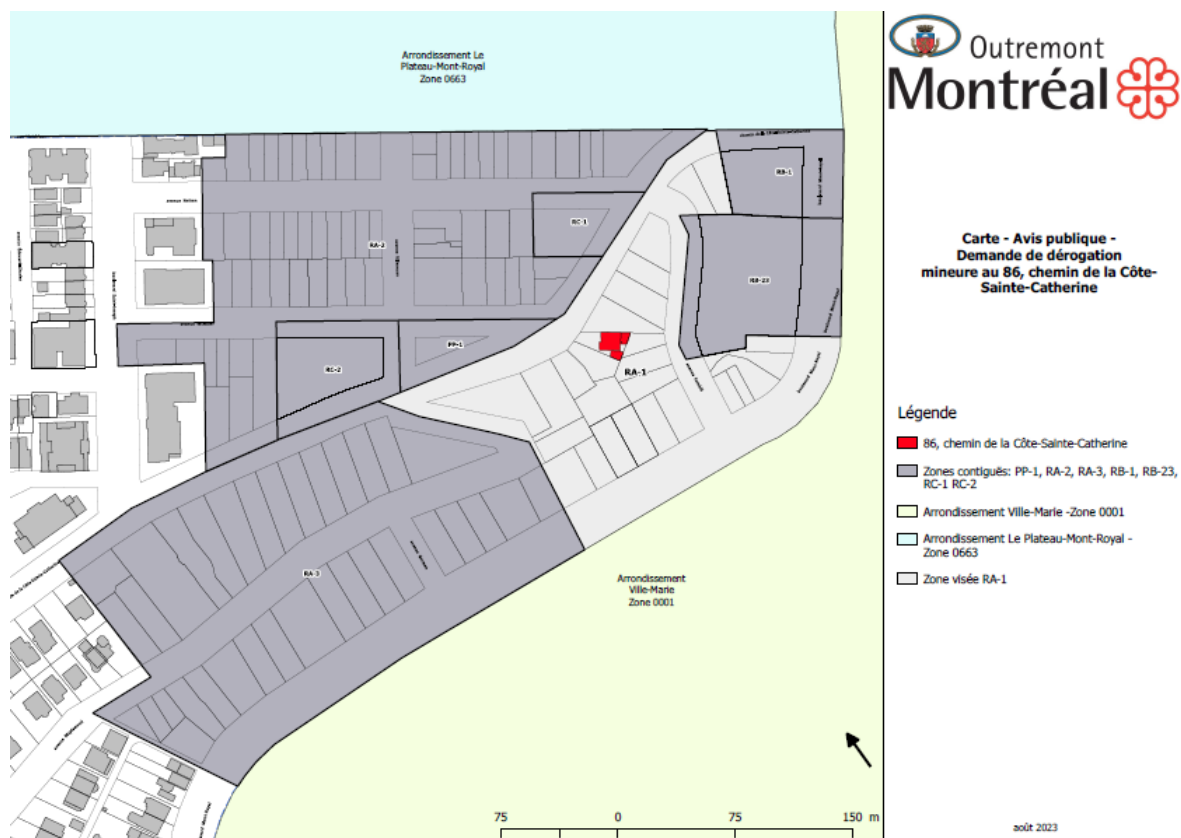 Arrondissement Le
Plateau-Mont-Royal
Zone 0663
Outremont
Montréal
RB-1
RC-1
RA-2
RB-23
PP-1
RC-2
RA-1
RA-3
Arrondissement
Ville-Marie
Zone 0001
75 0 75 150 m
Carte - Avis publique -
Demande de dérogation
mineure au 86, chemin de la Côte-
Sainte-Catherine
Légende
86, chemin de la Côte-Sainte-Catherine
Zones contiguës: PP-1, RA-2, RA-3, RB-1, RB-23,
RC-1 RC-2
Arrondissement Ville-Marie -Zone 0001
Arrondissement Le Plateau-Mont-Royal -
Zone 0663
Zone visée RA-1
août 2023